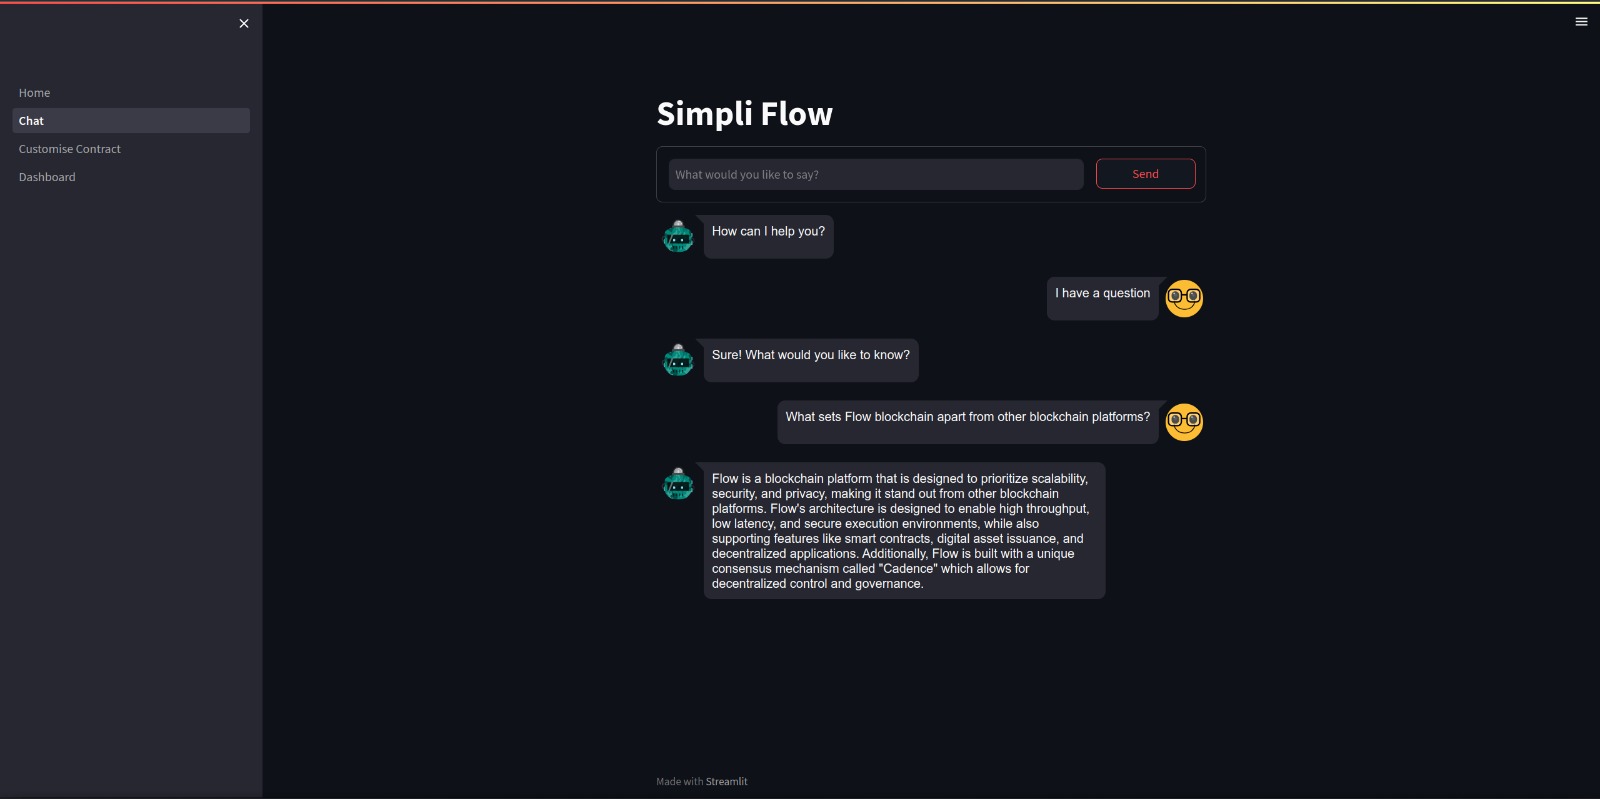 Home
Chat
Customise Contract
Dashboard
Simpli Flow
What would you like to say?
Send
How can I help you?
I have a question
Sure! What would you like to know?
What sets Flow blockchain apart from other blockchain platforms?
Flow is a blockchain platform that is designed to prioritize scalability,
security, and privacy, making it stand out from other blockchain
platforms. Flow's architecture is designed to enable high throughput,
low latency, and secure execution environments, while also
supporting features like smart contracts, digital asset issuance, and
decentralized applications. Additionally, Flow is built with a unique
consensus mechanism called "Cadence" which allows for
decentralized control and governance.
Made with Streamlit